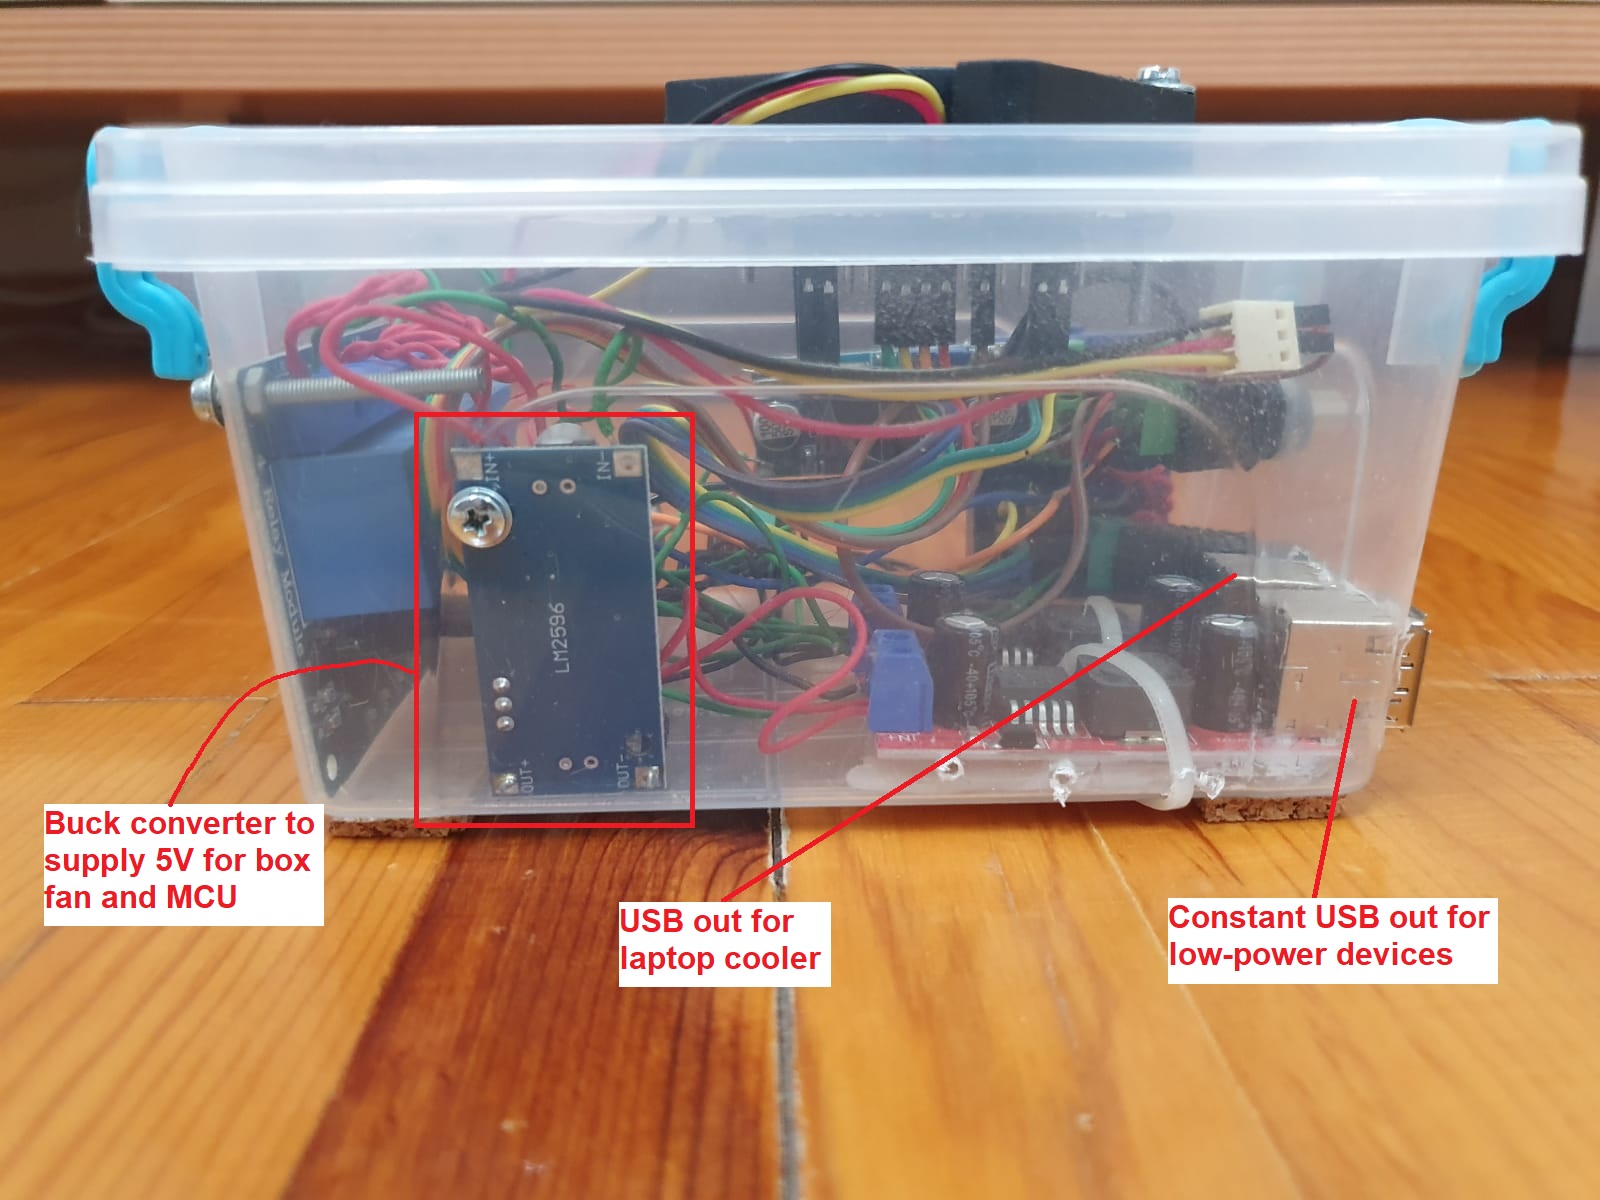 IN+
IN-
LM2596
OUT+
OUT-
Relay Module
IN+
Buck converter to
supply 5V for box
fan and MCU
USB out for
laptop cooler
Constant USB out for
low-power devices